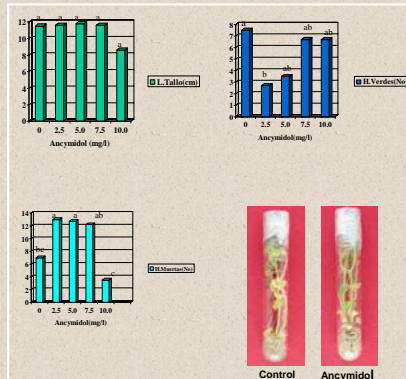 12
10
8
6
4
2
0
a a a a a
0 2.5 5.0 7.5 10.0
Ancymidol (mg/l)
L.Tallo(cm)
8
7
6
5
4
3
2
1
0
a b ab ab ab
0 2.5 5.0 7.5 10.0
Ancymidol(mg/l)
H.Verdes(No
14
12
10
8
6
4
2
0
bc a a ab c
0 2.5 5.0 7.5 10.0
Ancymidol(mg/l)
H.Muertas(No)
Control Ancymidol